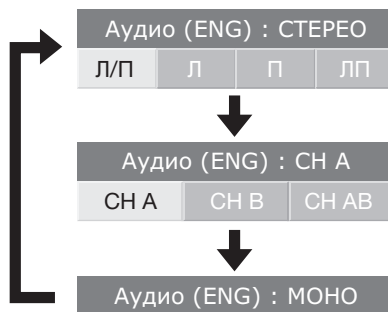 Аудио (ENG) : СТЕРЕО
Л/П Л П ЛП
Аудио (ENG) : CH A
CH A CH B CH AB
Аудио (ENG) : МОНО